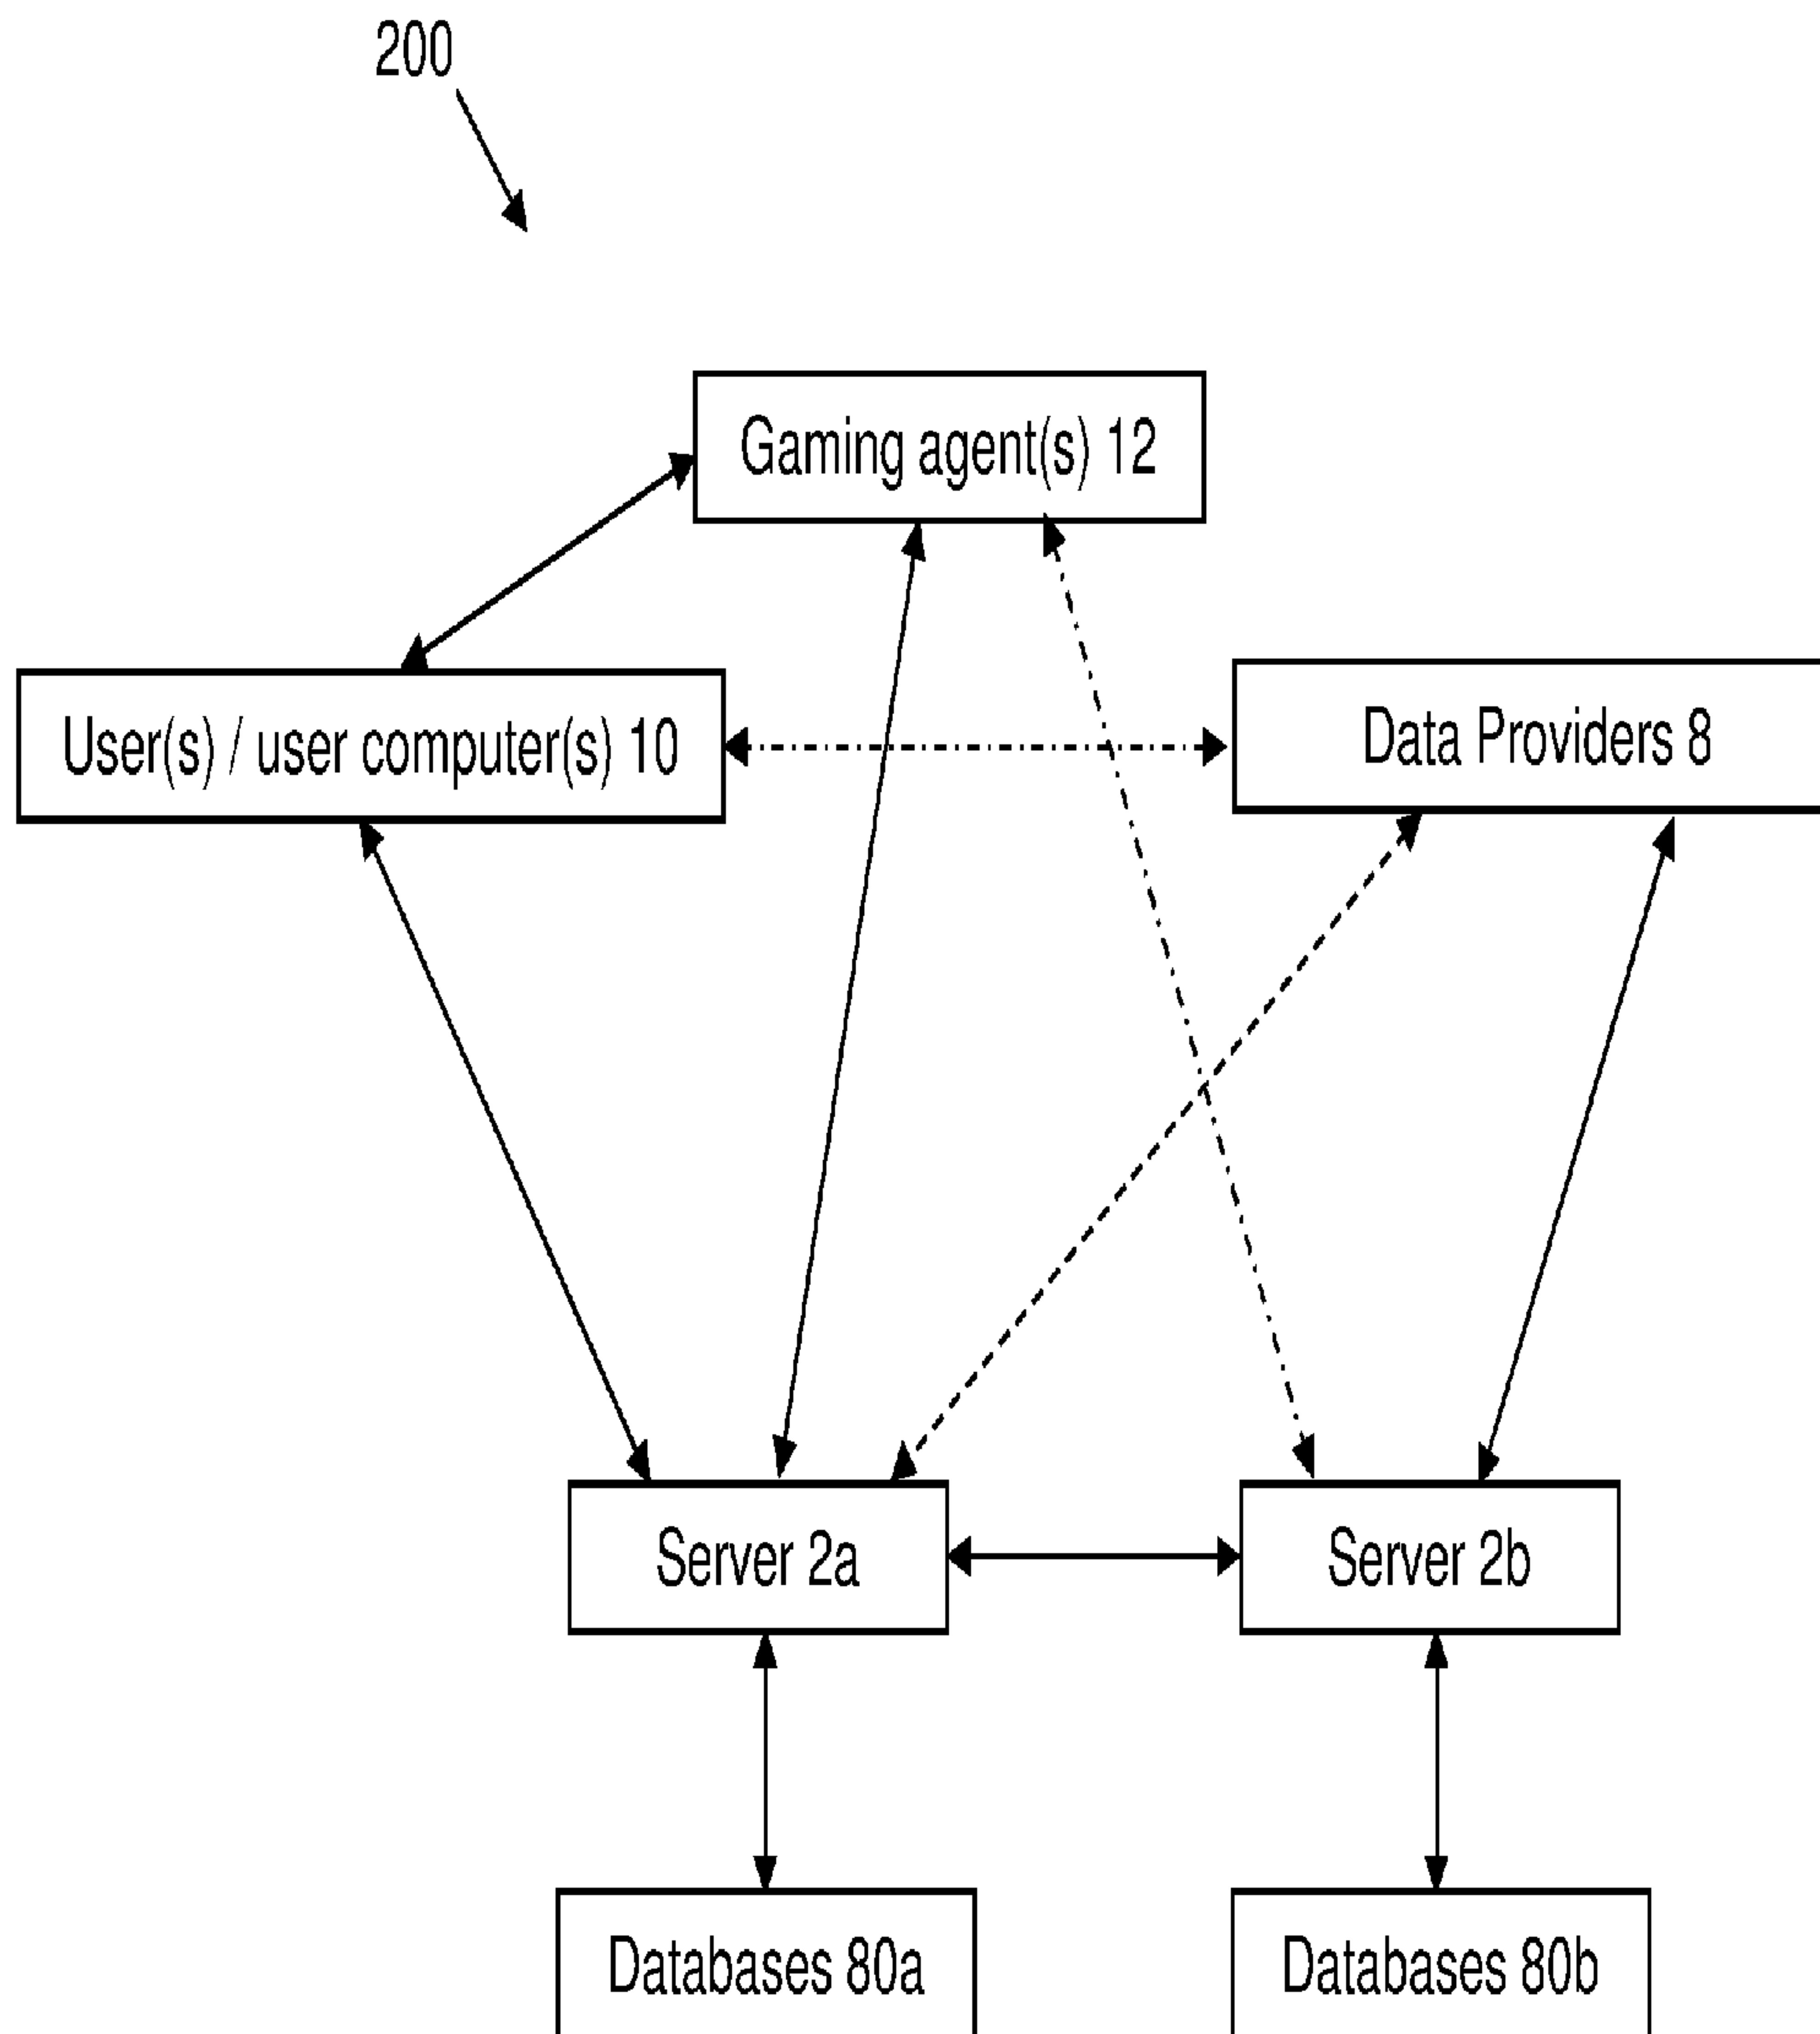 200
Gaming agent(s) 12
User(s) / user computer(s) 10
Data Providers 8
Server 2a
Server 2b
Databases 80a
Databases 80b